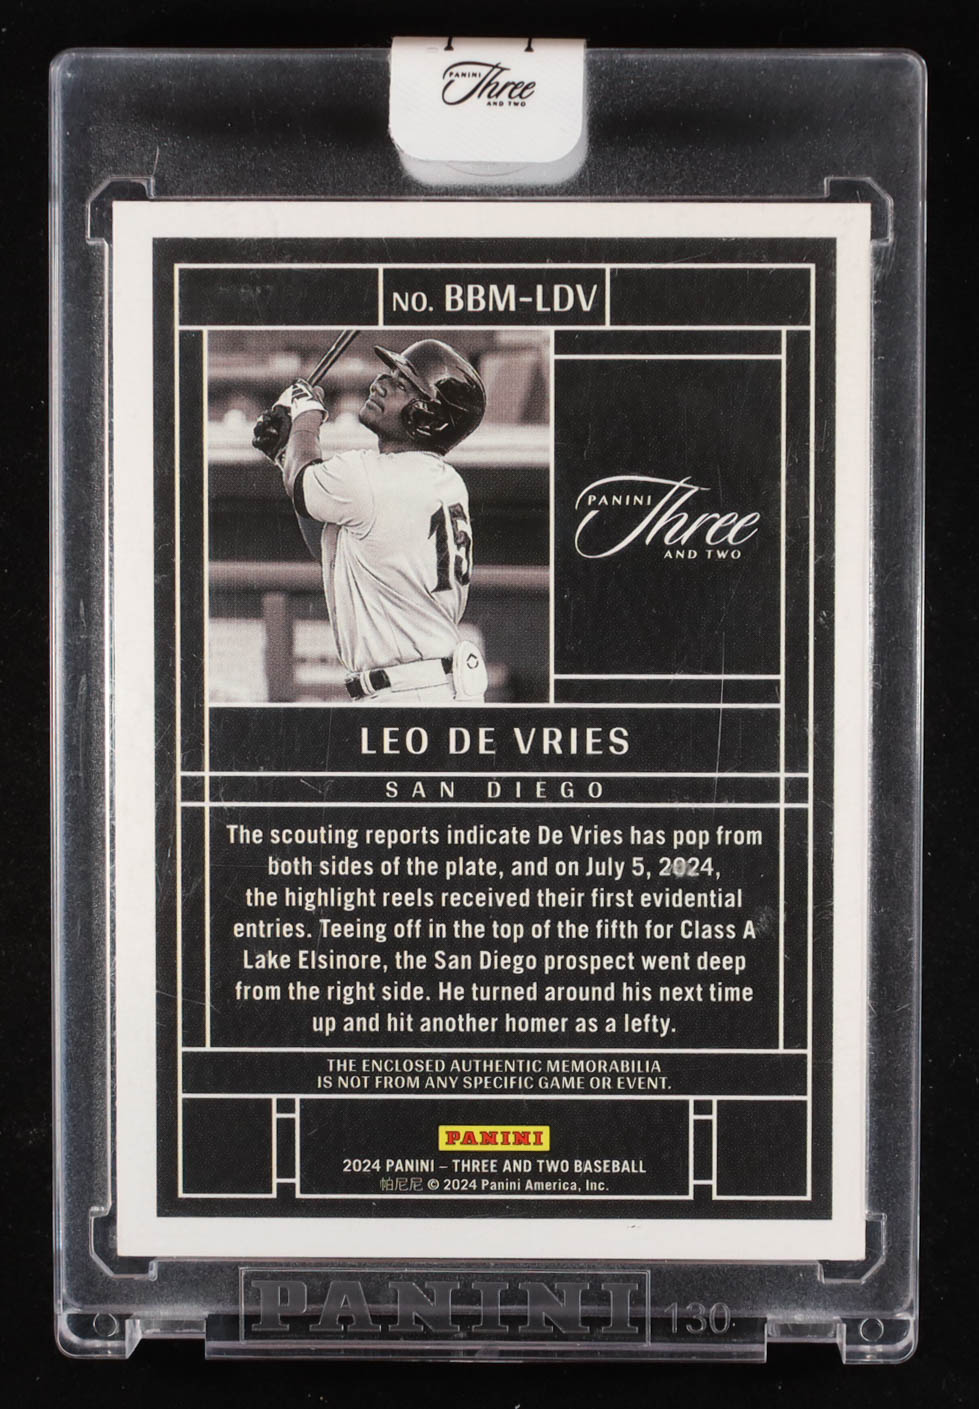 PANINI
Three
AND TWO
NO. BBM-LDV
15
PANINI
Three
AND TWO
LEO DE VRIES
SAN DIEGO
The scouting reports indicate De Vries has pop from
both sides of the plate, and on July 5, 2024,
the highlight reels received their first evidential
entries. Teeing off in the top of the fifth for Class A
Lake Elsinore, the San Diego prospect went deep
from the right side. He turned around his next time
up and hit another homer as a lefty.
THE ENCLOSED AUTHENTIC MEMORABILIA
IS NOT FROM ANY SPECIFIC GAME OR EVENT.
PANINI
2024 PANINI – THREE AND TWO BASEBALL
帕尼尼 © 2024 Panini America, Inc.
PANINI 130